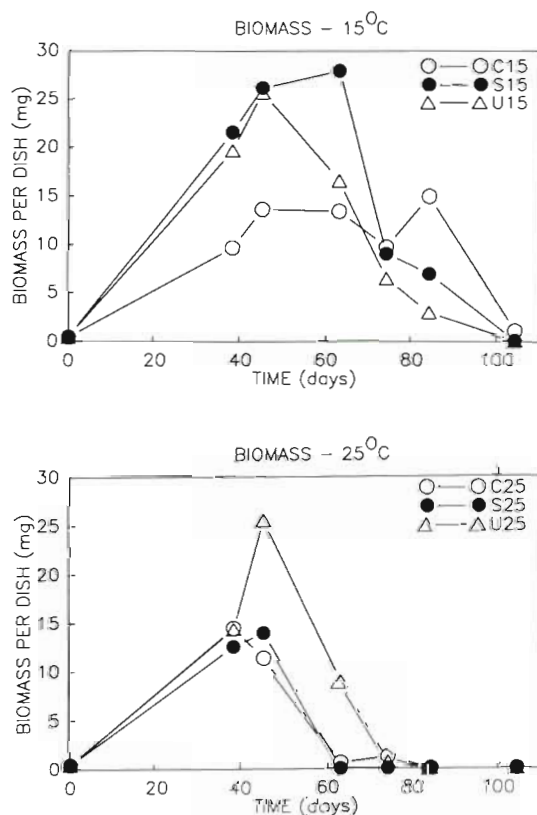 BIOMASS – 15°C
BIOMASS PER DISH (mg)
30
25
20
15
10
5
0
C15
S15
U15
0 20 40 60 80 100
TIME (days)
BIOMASS – 25°C
BIOMASS PER DISH (mg)
30
25
20
15
10
5
0
C25
S25
U25
0 20 40 60 80 100
TIME (days)